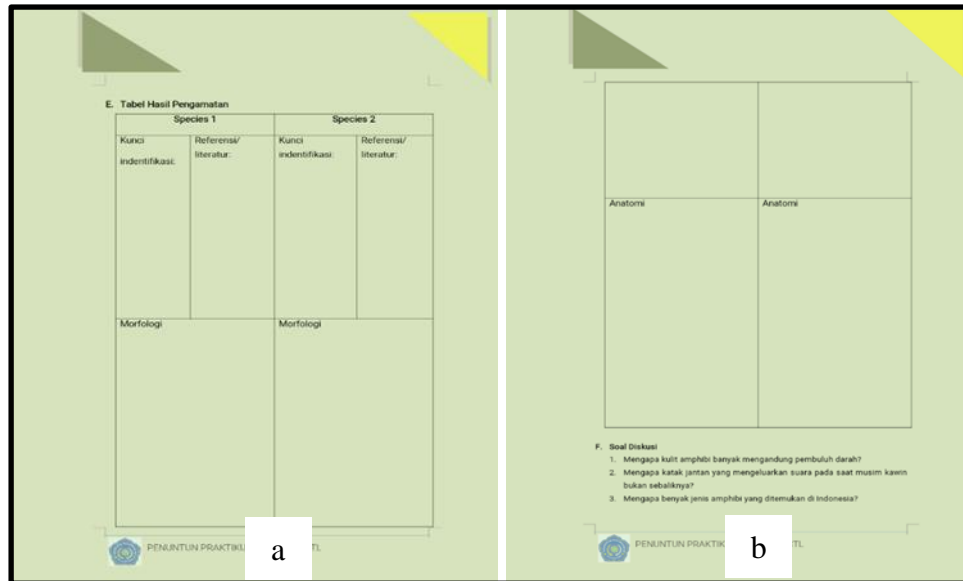 E. Tabel Hasil Pengamatan
Species 1 Species 2
Kunci Referensi/ Kunci Referensi/
indentifikasi: literatur: indentifikasi: literatur:
Morfologi Morfologi
PENUNTUN
a
Anatomi Anatomi
F. Soal Diskusi
1. Mengapa kulit amphibi banyak mengandung pembuluh darah?
2. Mengapa katak jantan yang mengeluarkan suara pada saat musim kawin
bukan sebaliknya?
3. Mengapa benyak jenis amphibi yang ditemukan di Indonesia?
PENUNTUN
b